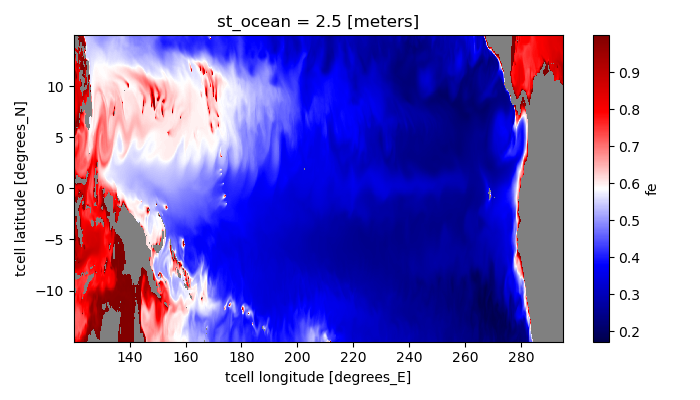 st_ocean = 2.5 [meters]
tcell latitude [degrees_N]
10
5
0
−5
−10
140 160 180 200 220 240 260 280
tcell longitude [degrees_E]
0.9
0.8
0.7
0.6
0.5
0.4
0.3
0.2
fe